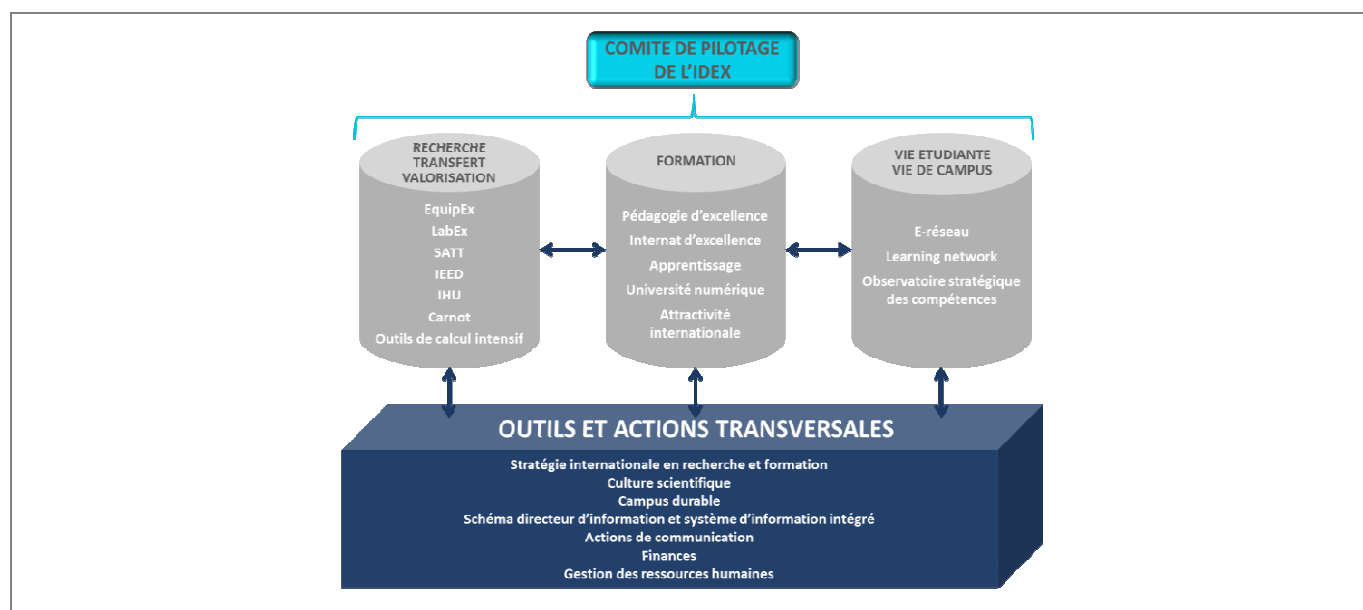 COMITE DE PILOTAGE
DE L'IDEX
RECHERCHE
TRANSFERT
VALORISATION
EquipEx
LabEx
SATT
IEED
IHU
Carnot
Outils de calcul intensif
FORMATION
Pédagogie d'excellence
Internat d'excellence
Apprentissage
Université numérique
Attractivité
internationale
VIE ETUDIANTE
VIE DE CAMPUS
E-réseau
Learning network
Observatoire stratégique
des compétences
OUTILS ET ACTIONS TRANSVERSALES
Stratégie internationale en recherche et formation
Culture scientifique
Campus durable
Schéma directeur d'information et système d'information intégré
Actions de communication
Finances
Gestion des ressources humaines